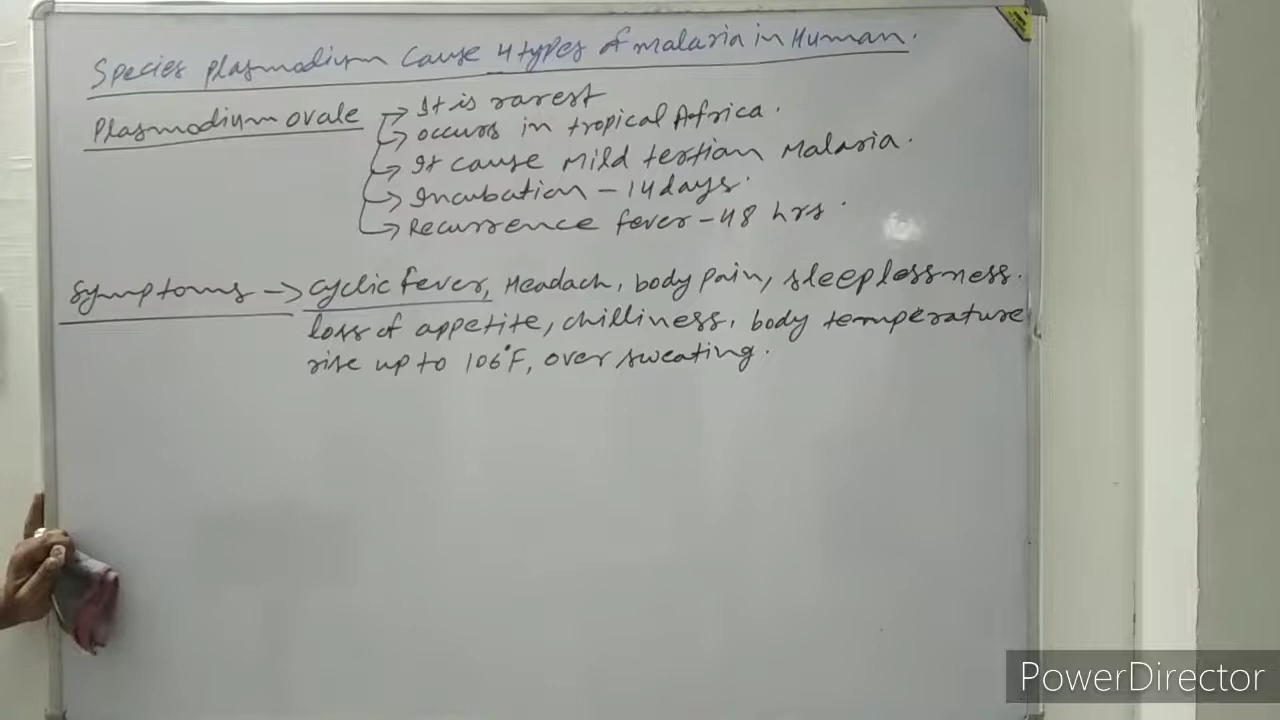 Species plasmodium cause 4 types of malaria in Human.
Plasmodium ovale → It is rarest
→ occurs in tropical Africa.
→ It cause Mild tertian Malaria.
→ Incubation - 14 days.
→ Recurrence fever - 48 hrs.
Symptoms → cyclic fever, Headach, body pain, sleeplessness.
loss of appetite, chilliness, body temperature
rise up to 106°F, over sweating.
PowerDirector